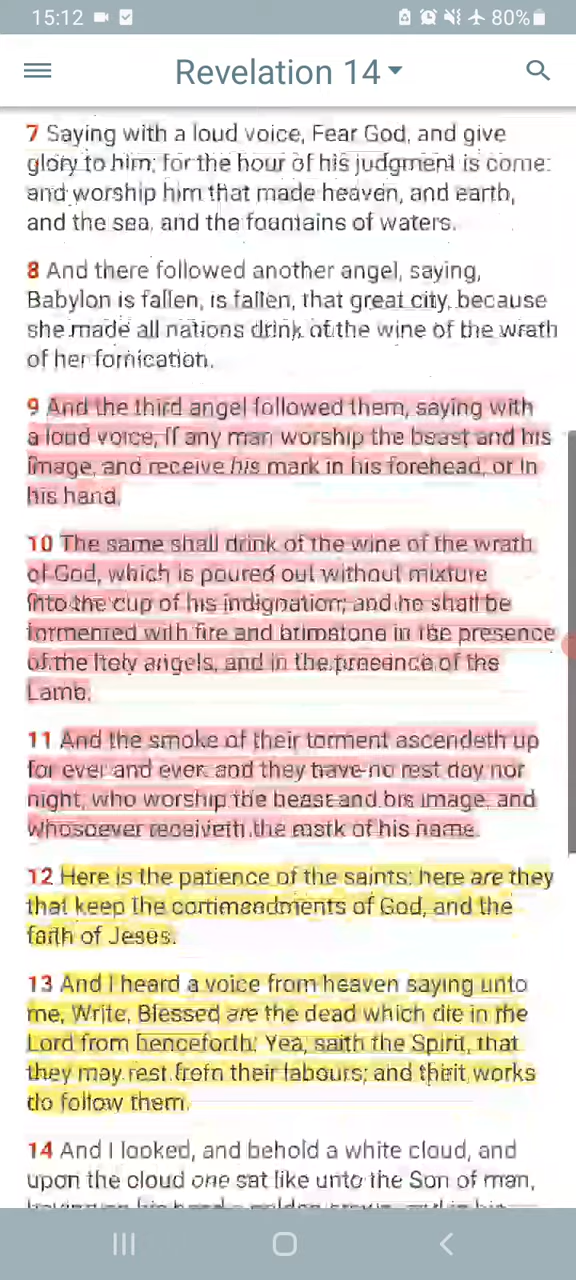 15:12
80%
Revelation 14
7 Saying with a loud voice, Fear God, and give
glory to him; for the hour of his judgment is come:
and worship him that made heaven, and earth,
and the sea, and the fountains of waters.
8 And there followed another angel, saying,
Babylon is fallen, is fallen, that great city, because
she made all nations drink of the wine of the wrath
of her fornication.
9 And the third angel followed them, saying with
a loud voice, If any man worship the beast and his
image, and receive his mark in his forehead, or in
his hand,
10 The same shall drink of the wine of the wrath
of God, which is poured out without mixture
into the cup of his indignation; and he shall be
tormented with fire and brimstone in the presence
of the holy angels, and in the presence of the
Lamb:
11 And the smoke of their torment ascendeth up
for ever and ever: and they have no rest day nor
night, who worship the beast and his image, and
whosoever receiveth the mark of his name.
12 Here is the patience of the saints: here are they
that keep the commandments of God, and the
faith of Jesus.
13 And I heard a voice from heaven saying unto
me, Write, Blessed are the dead which die in the
Lord from henceforth: Yea, saith the Spirit, that
they may rest from their labours; and their works
do follow them.
14 And I looked, and behold a white cloud, and
upon the cloud one sat like unto the Son of man,